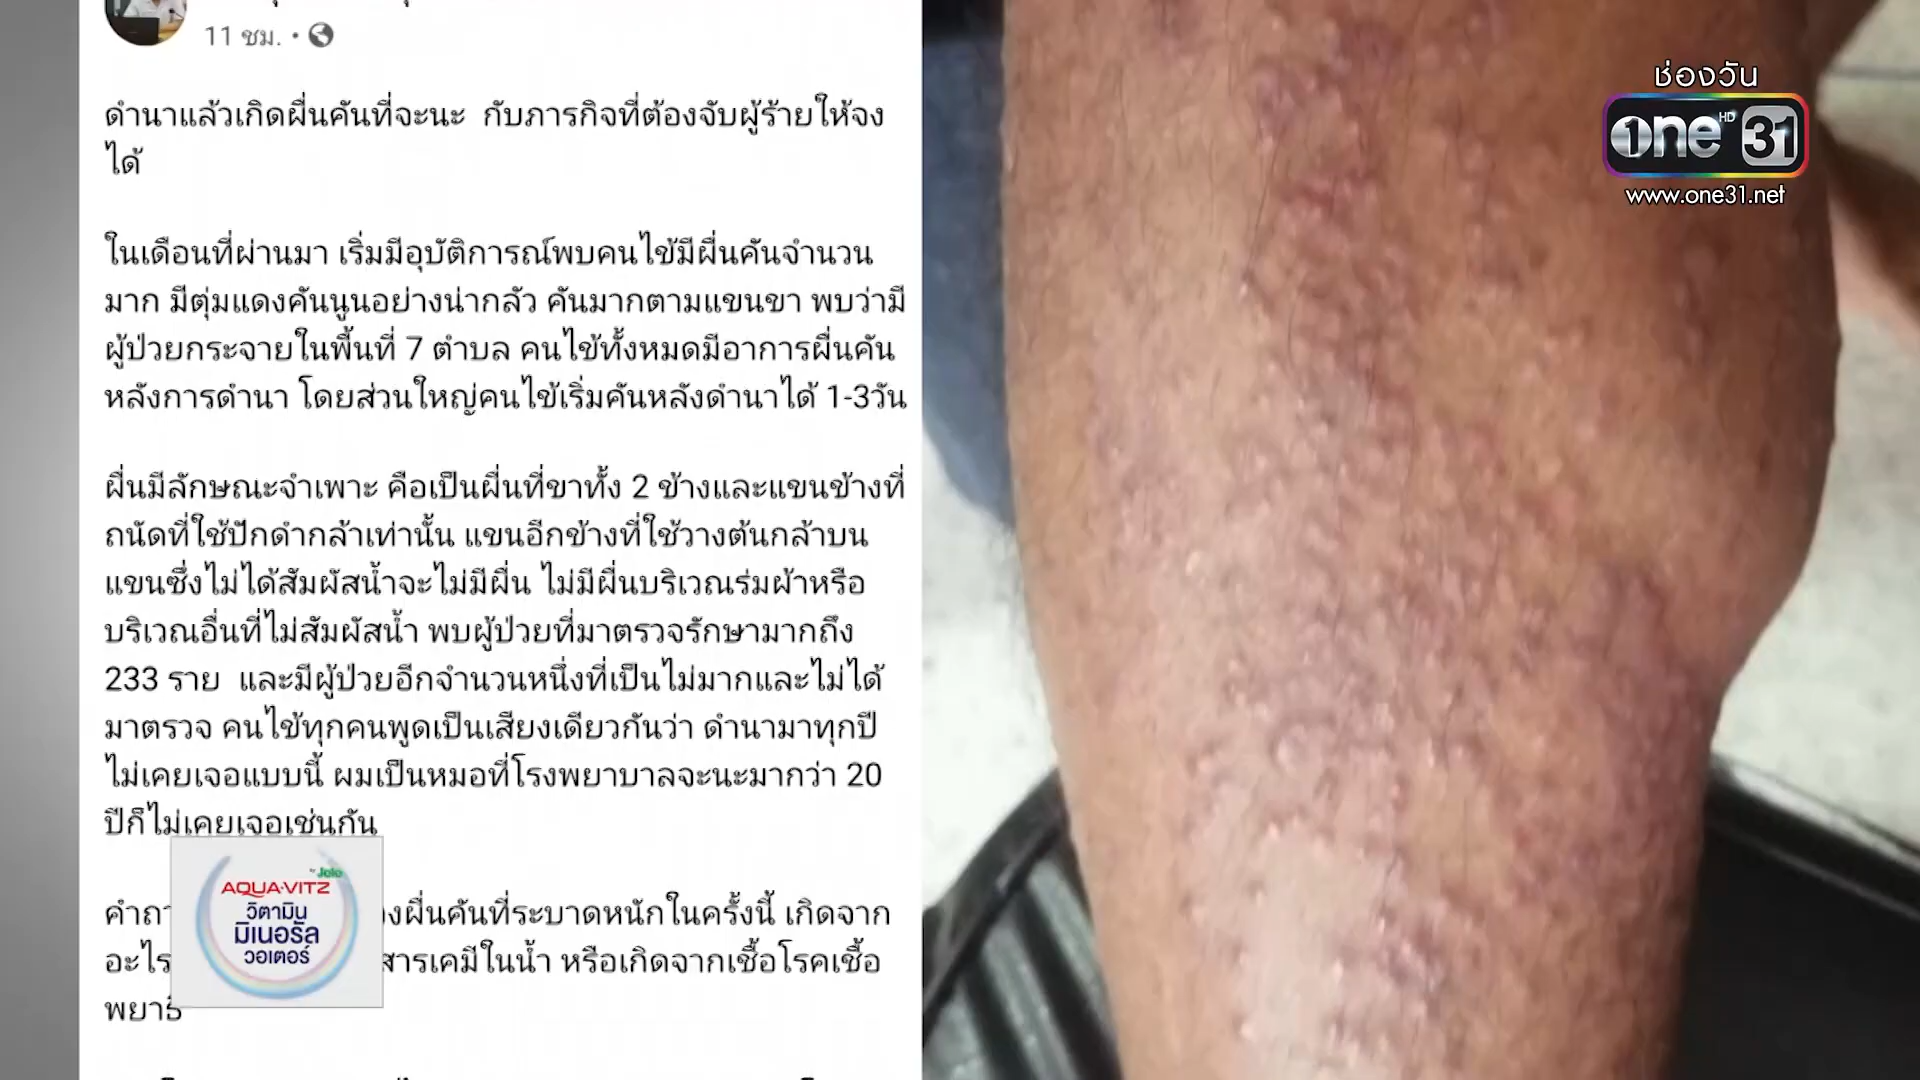 11 ชม.
ดำนาแล้วเกิดผื่นคันที่จะนะ กับภารกิจที่ต้องจับผู้ร้ายให้จง
ได้
ในเดือนที่ผ่านมา เริ่มมีอุบัติการณ์พบคนไข้มีผื่นคันจำนวน
มาก มีตุ่มแดงคันนูนอย่างน่ากลัว คันมากตามแขนขา พบว่ามี
ผู้ป่วยกระจายในพื้นที่ 7 ตำบล คนไข้ทั้งหมดมีอาการผื่นคัน
หลังการดำนา โดยส่วนใหญ่คนไข้เริ่มคันหลังดำนาได้ 1-3วัน
ผื่นมีลักษณะจำเพาะ คือเป็นผื่นที่ขาทั้ง 2 ข้างและแขนข้างที่
ถนัดที่ใช้ปักดำกล้าเท่านั้น แขนอีกข้างที่ใช้วางต้นกล้าบน
แขนซึ่งไม่ได้สัมผัสน้ำจะไม่มีผื่น ไม่มีผื่นบริเวณร่มผ้าหรือ
บริเวณอื่นที่ไม่สัมผัสน้ำ พบผู้ป่วยที่มาตรวจรักษามากถึง
233 ราย และมีผู้ป่วยอีกจำนวนหนึ่งที่เป็นไม่มากและไม่ได้
มาตรวจ คนไข้ทุกคนพูดเป็นเสียงเดียวกันว่า ดำนามาทุกปี
ไม่เคยเจอแบบนี้ ผมเป็นหมอที่โรงพยาบาลจะนะมากว่า 20
ปีก็ไม่เคยเจอเช่นกัน
ผื่นคันที่ระบาดหนักในครั้งนี้ เกิดจาก
อะไร สารเคมีในน้ำ หรือเกิดจากเชื้อโรคเชื้อ
พยาธิ
by Jele
AQUA-VITZ
วิตามิน
มิเนอรัล
วอเตอร์
ช่องวัน
one HD 31
www.one31.net